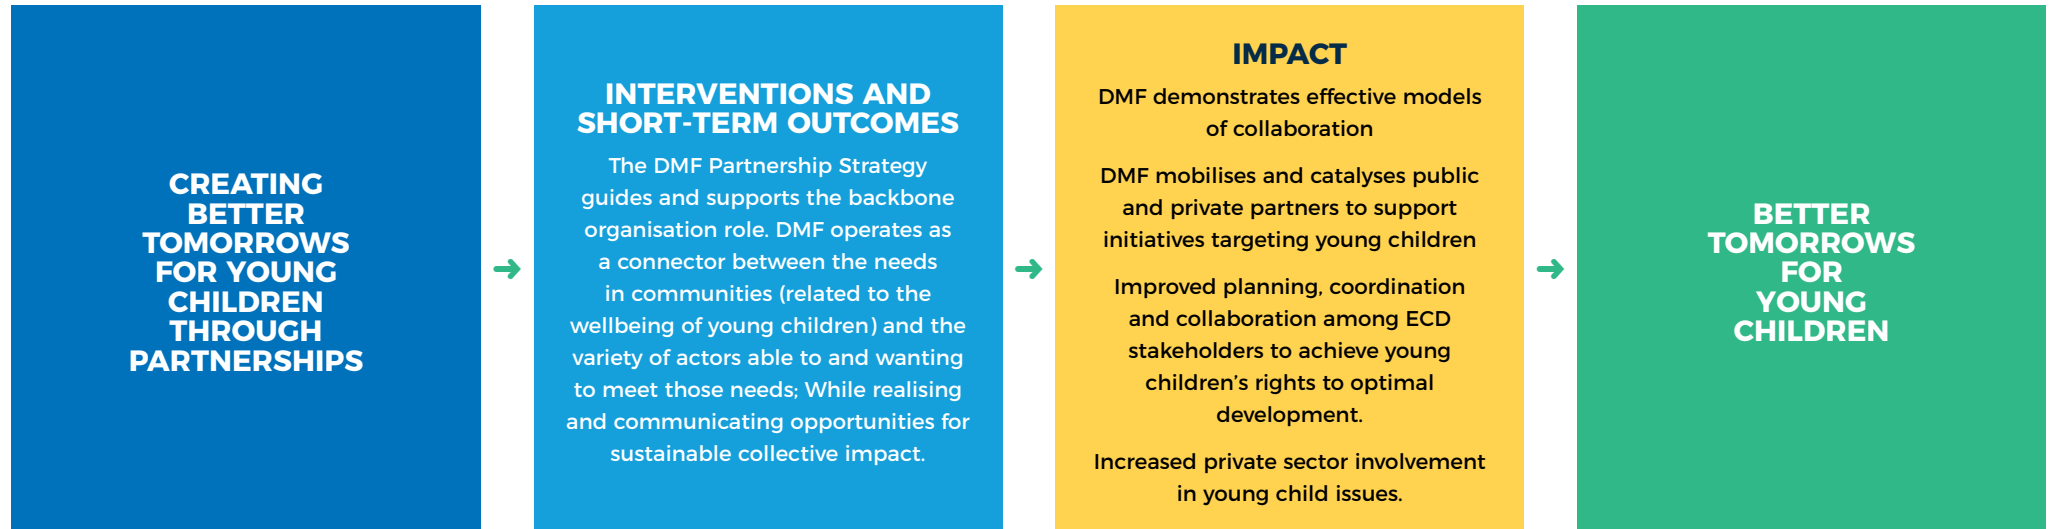 CREATING
BETTER
TOMORROWS
FOR YOUNG
CHILDREN
THROUGH
PARTNERSHIPS
INTERVENTIONS AND
SHORT-TERM OUTCOMES
The DMF Partnership Strategy
guides and supports the backbone
organisation role. DMF operates as
a connector between the needs
in communities (related to the
wellbeing of young children) and the
variety of actors able to and wanting
to meet those needs; While realising
and communicating opportunities for
sustainable collective impact.
IMPACT
DMF demonstrates effective models
of collaboration
DMF mobilises and catalyses public
and private partners to support
initiatives targeting young children
Improved planning, coordination
and collaboration among ECD
stakeholders to achieve young
children’s rights to optimal
development.
Increased private sector involvement
in young child issues.
BETTER
TOMORROWS
FOR
YOUNG
CHILDREN